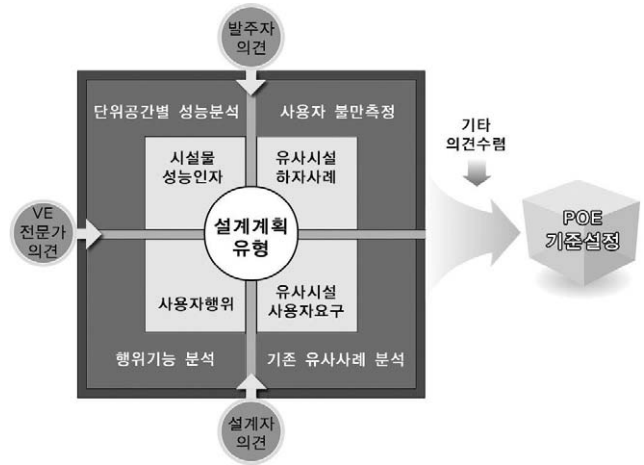 발주자
의견
단위공간별 성능분석
사용자 불만측정
시설물
성능인자
유사시설
하자사례
기타
의견수렴
VE
전문가
의견
설계계획
유형
POE
기준설정
사용자행위
유사시설
사용자요구
행위기능 분석
기존 유사사례 분석
설계자
의견